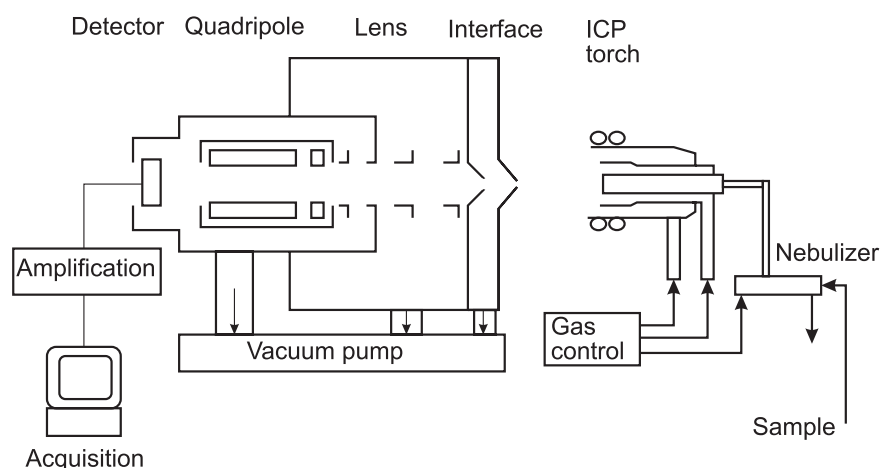 Detector
Quadripole
Lens
Interface
ICP
torch
Amplification
Nebulizer
Vacuum pump
Gas
control
Sample
Acquisition